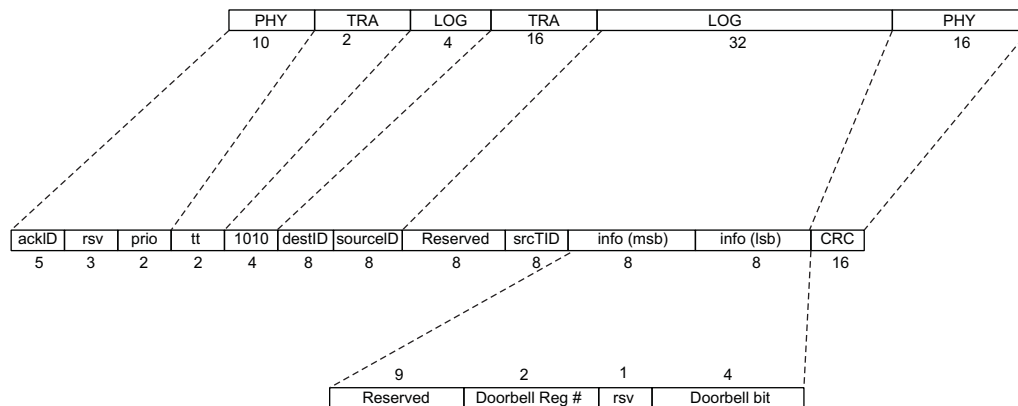 PHY TRA LOG TRA LOG PHY
10 2 4 16 32 16
ackID rsv prio tt 1010 destID sourceID Reserved srcTID info (msb) info (lsb) CRC
5 3 2 2 4 8 8 8 8 8 8 16
9 2 1 4
Reserved Doorbell Reg # rsv Doorbell bit